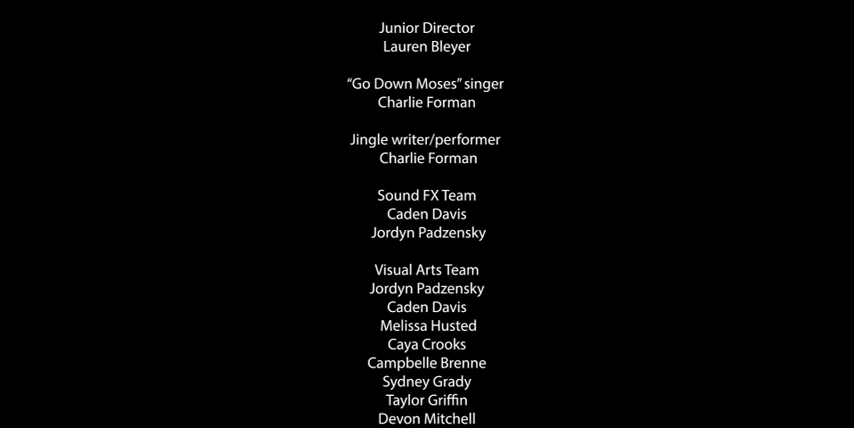 Junior Director
Lauren Bleyer
“Go Down Moses” singer
Charlie Forman
Jingle writer/performer
Charlie Forman
Sound FX Team
Caden Davis
Jordyn Padzensky
Visual Arts Team
Jordyn Padzensky
Caden Davis
Melissa Husted
Caya Crooks
Campbelle Brenne
Sydney Grady
Taylor Griffin
Devon Mitchell